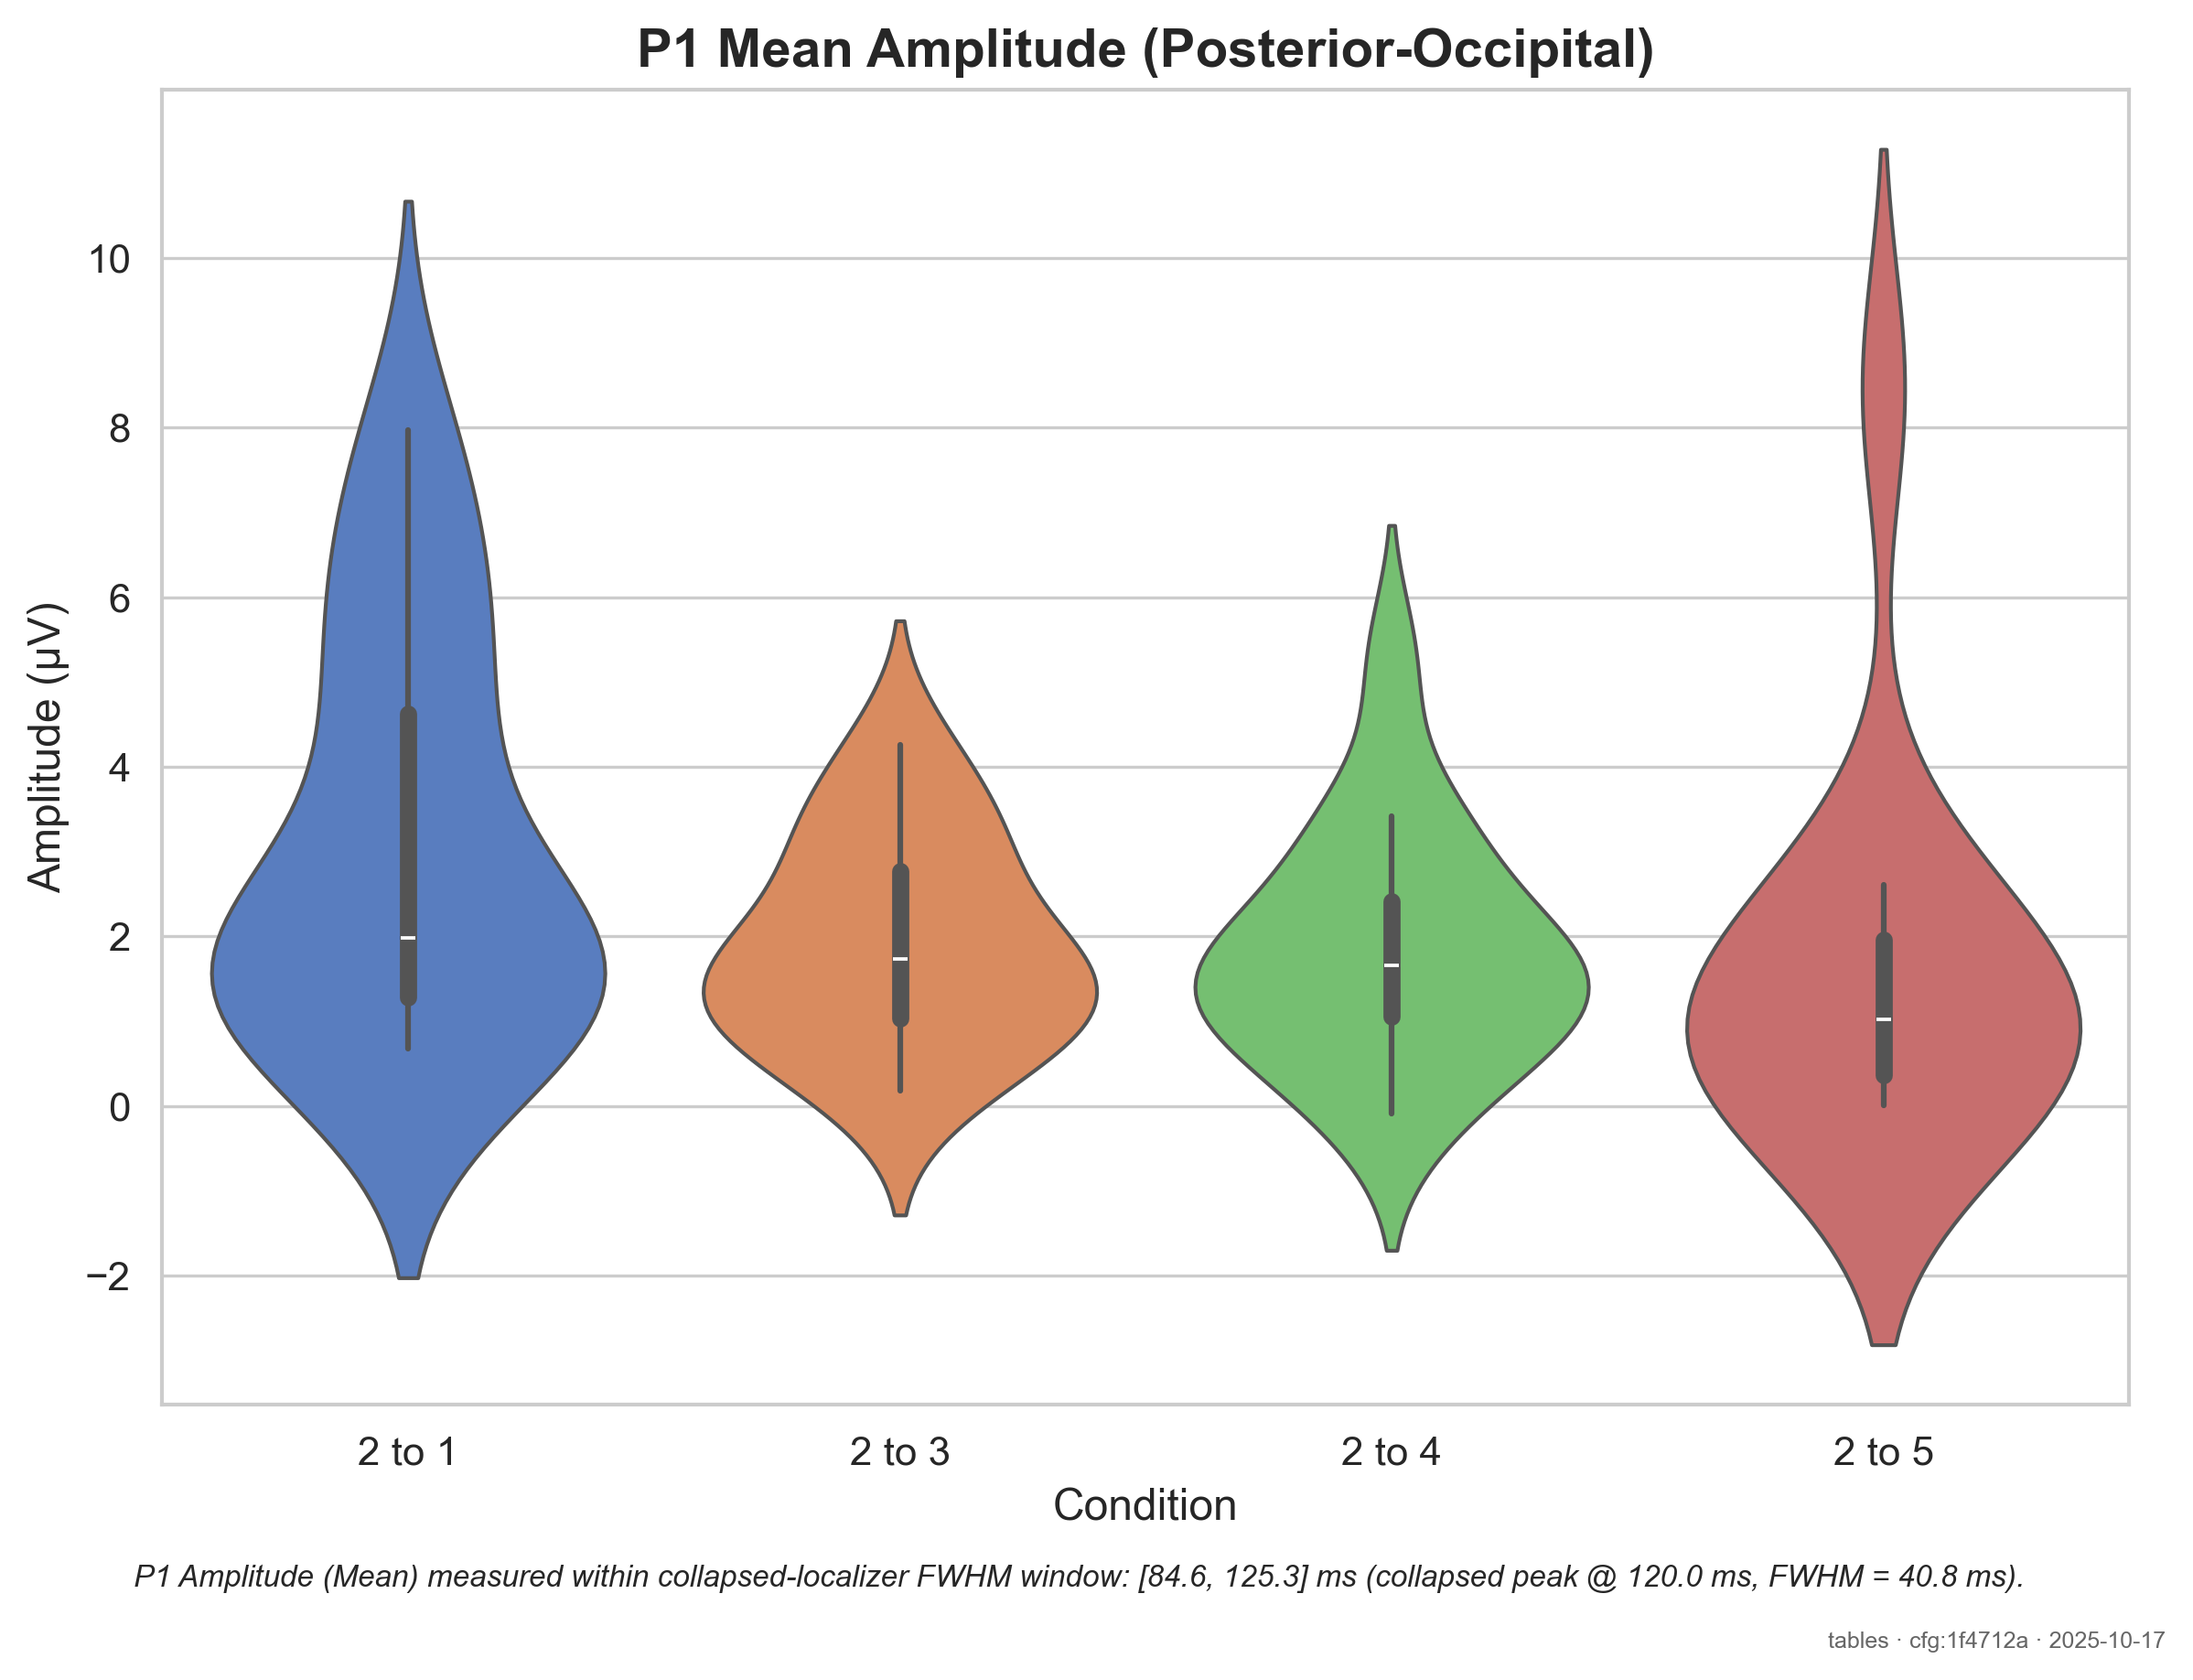 P1 Mean Amplitude (Posterior-Occipital)
Amplitude (µV)
10
8
6
4
2
0
−2
2 to 1
2 to 3
2 to 4
2 to 5
Condition
P1 Amplitude (Mean) measured within collapsed-localizer FWHM window: [84.6, 125.3] ms (collapsed peak @ 120.0 ms, FWHM = 40.8 ms).
tables · cfg:1f4712a · 2025-10-17